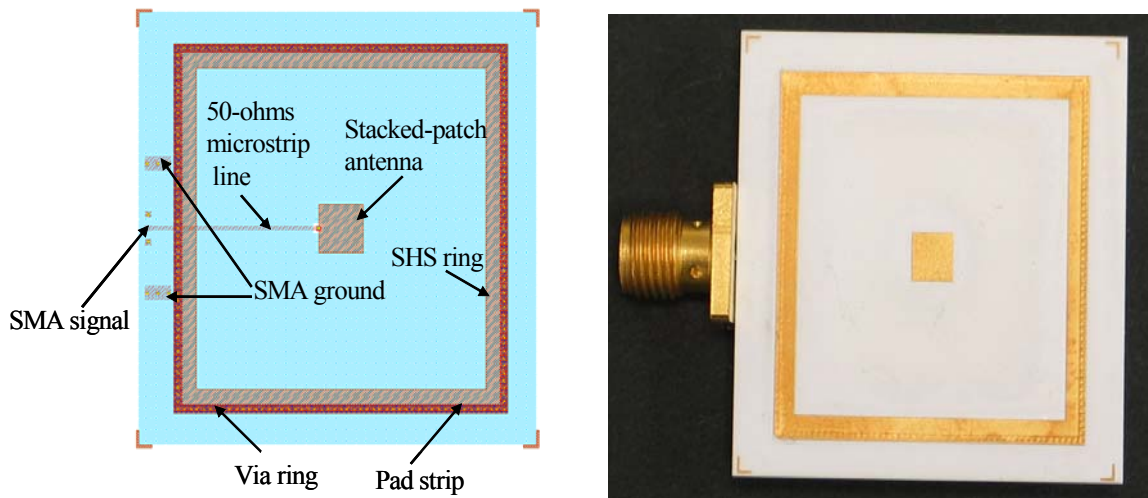 50-ohms
microstrip
line
Stacked-patch
antenna
SHS ring
SMA ground
SMA signal
Via ring
Pad strip